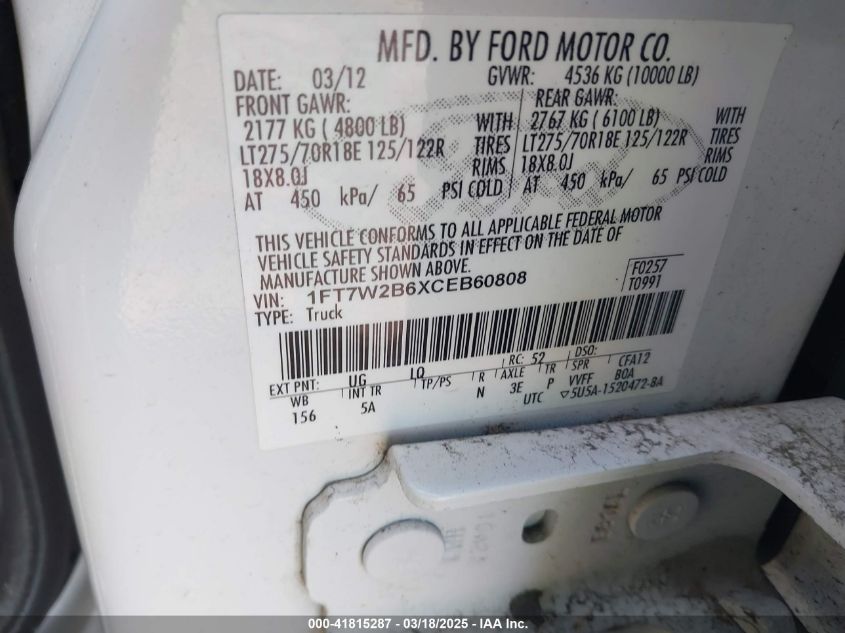 MFD. BY FORD MOTOR CO.
DATE: 03/12 GVWR: 4536 KG (10000 LB)
FRONT GAWR: REAR GAWR:
2177 KG ( 4800 LB) WITH 2767 KG ( 6100 LB) WITH
LT275/70R18E 125/122R TIRES LT275/70R18E 125/122R TIRES
18X8.0J RIMS 18X8.0J RIMS
AT 450 kPa/ 65 PSI COLD AT 450 kPa/ 65 PSI COLD
THIS VEHICLE CONFORMS TO ALL APPLICABLE FEDERAL MOTOR
VEHICLE SAFETY STANDARDS IN EFFECT ON THE DATE OF
MANUFACTURE SHOWN ABOVE.
VIN: 1FT7W2B6XCEB60808 F0257
TYPE: Truck T0991
EXT PNT: UG LQ RC: 52 DSO:
WB INT TR TP/PS R AXLE TR SPR CFA12
156 5A N 3E P VVFF BOA
UTC ▽5U5A-1520472-8A
000-41815287 - 03/18/2025 - IAA Inc.